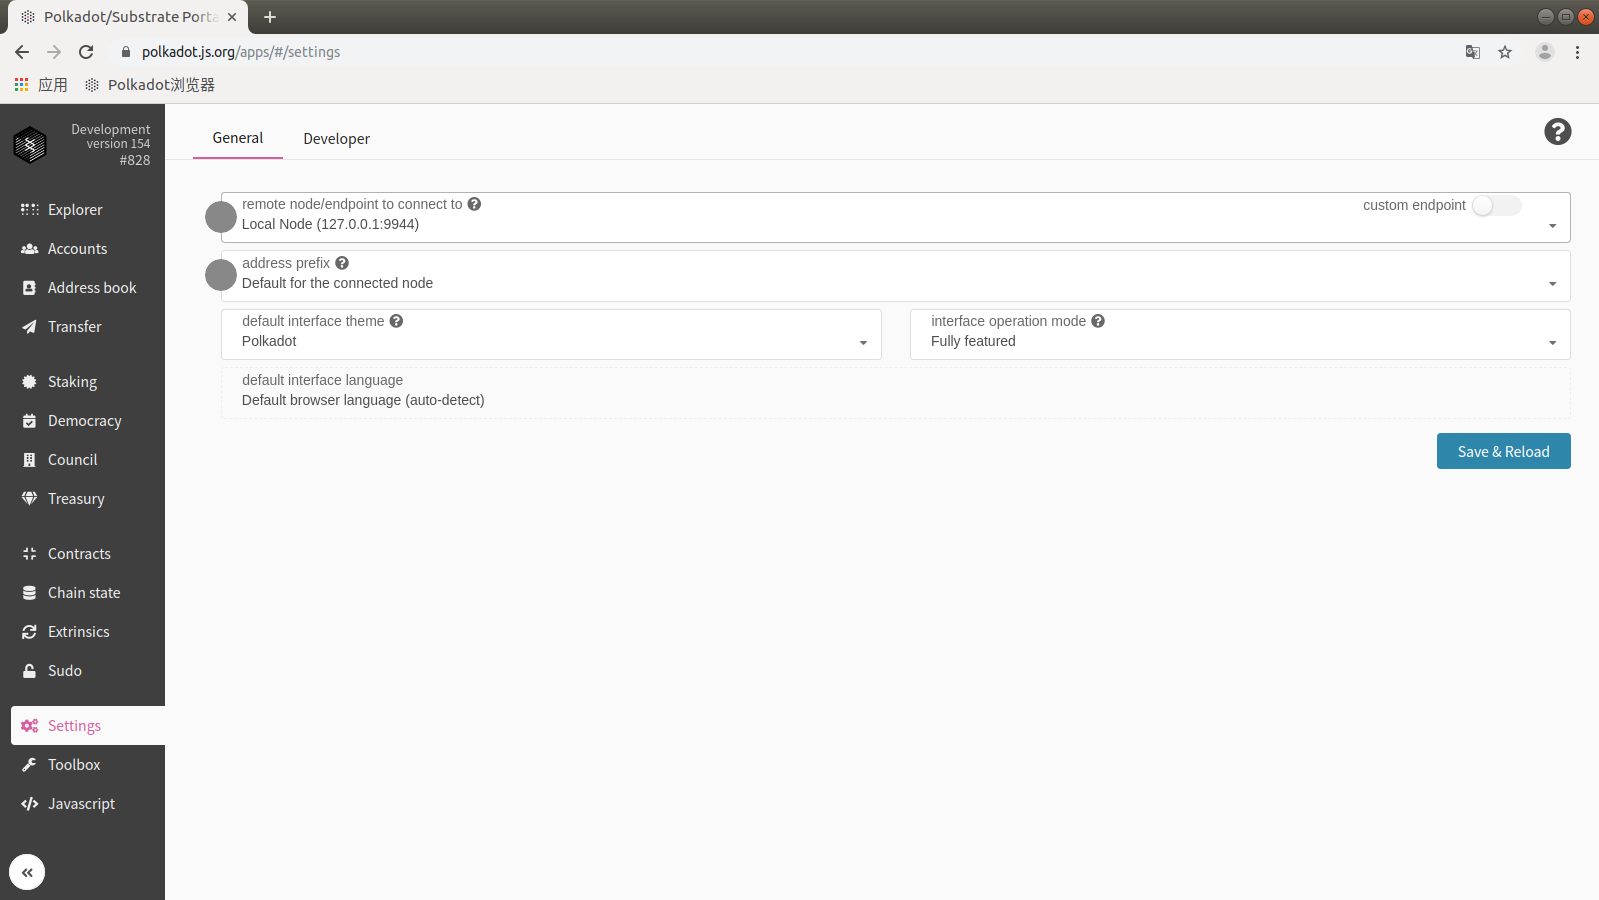 Polkadot/Substrate Porta
polkadot.js.org/apps/#/settings
应用
Polkadot浏览器
Development
version 154
#828
Explorer
Accounts
Address book
Transfer
Staking
Democracy
Council
Treasury
Contracts
Chain state
Extrinsics
Sudo
Settings
Toolbox
Javascript
General
Developer
remote node/endpoint to connect to
custom endpoint
Local Node (127.0.0.1:9944)
address prefix
Default for the connected node
default interface theme
Polkadot
interface operation mode
Fully featured
default interface language
Default browser language (auto-detect)
Save & Reload